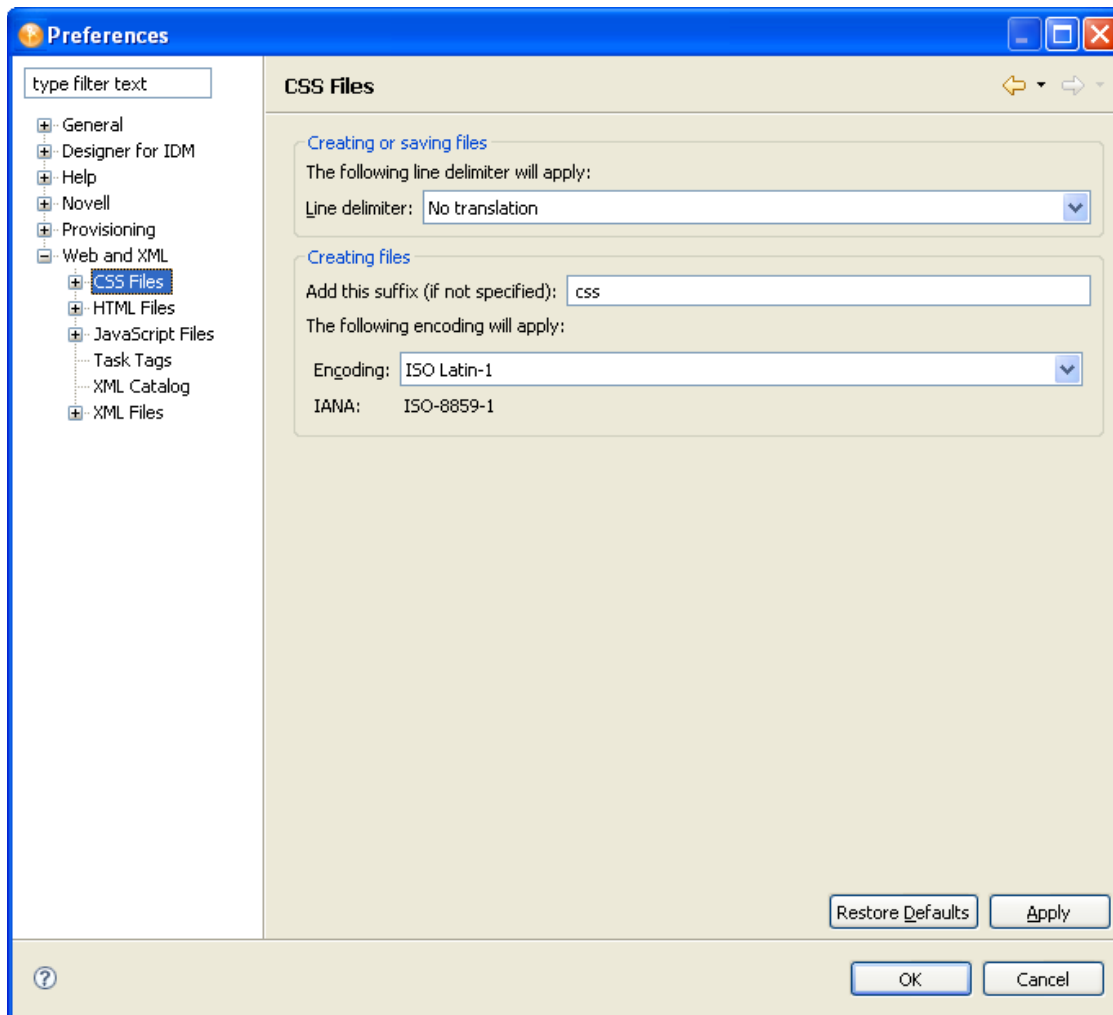 Preferences
type filter text
General
Designer for IDM
Help
Novell
Provisioning
Web and XML
CSS Files
HTML Files
JavaScript Files
Task Tags
XML Catalog
XML Files
CSS Files
Creating or saving files
The following line delimiter will apply:
Line delimiter: No translation
Creating files
Add this suffix (if not specified): css
The following encoding will apply:
Encoding: ISO Latin-1
IANA: ISO-8859-1
Restore Defaults Apply
OK Cancel